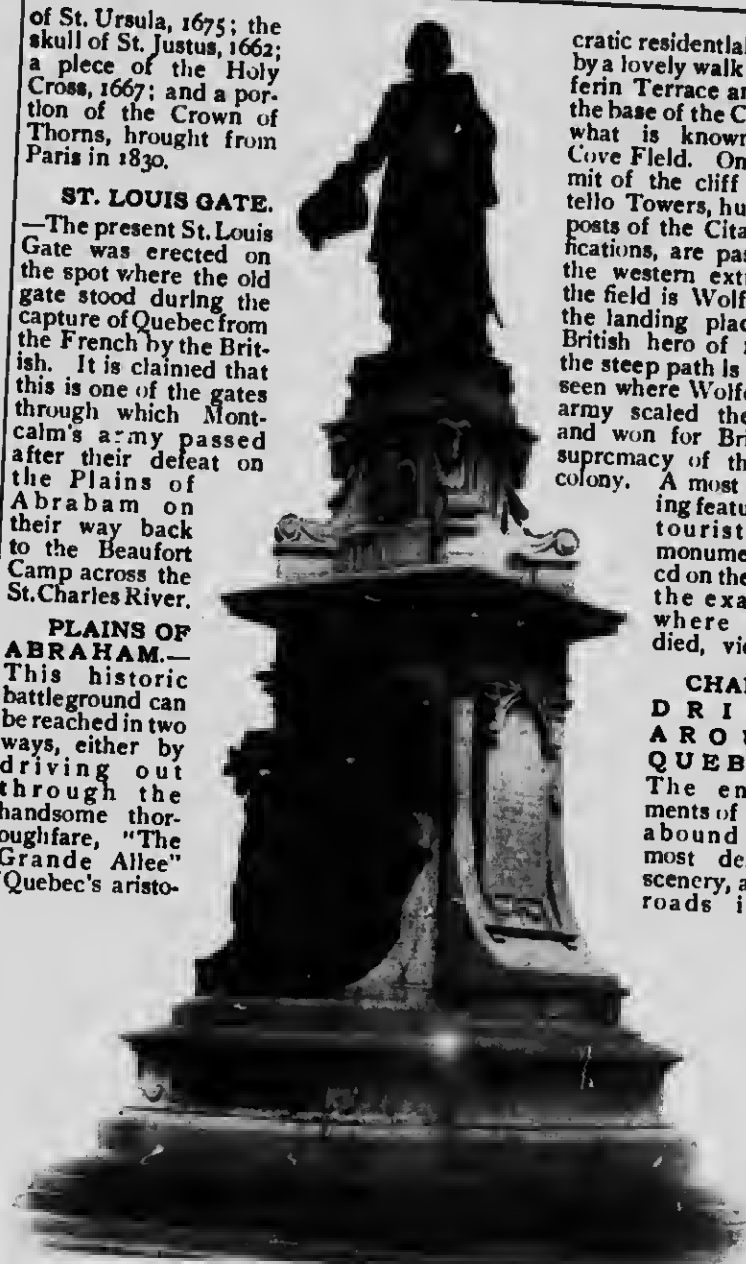 of St. Ursula, 1675; the
skull of St. Justus, 1662;
a piece of the Holy
Cross, 1667; and a por-
tion of the Crown of
Thorns, hrought from
Paris in 1830.
ST. LOUIS GATE.
—The present St. Louis
Gate was erected on
the spot where the old
gate stood during the
capture of Quebec from
the French by the Brit-
ish. It is claimed that
this is one of the gates
through which Mont-
calm's army passed
after their defeat on
the Plains of
Abrabam on
their way back
to the Beaufort
Camp across the
St. Charles River.
PLAINS OF
ABRAHAM.—
This historic
battleground can
be reached in two
ways, either by
driving out
through the
handsome thor-
oughfare, "The
Grande Allee"
Quebec's aristo-
cratic residential
by a lovely walk
ferin Terrace an
the base of the C
what is known
Cove Field. On
mit of the cliff
tello Towers, hu
posts of the Cita
fications, are pas
the western extr
the field is Wolf
the landing plac
British hero of
the steep path is
seen where Wolfe
army scaled the
and won for Bri
supremacy of th
colony. A most
ing featu
tourist
monume
cd on the
the exa
where
died, vic
CHA
DRI
AROU
QUEB
The en
ments of
abound
most de
scenery, a
roads i